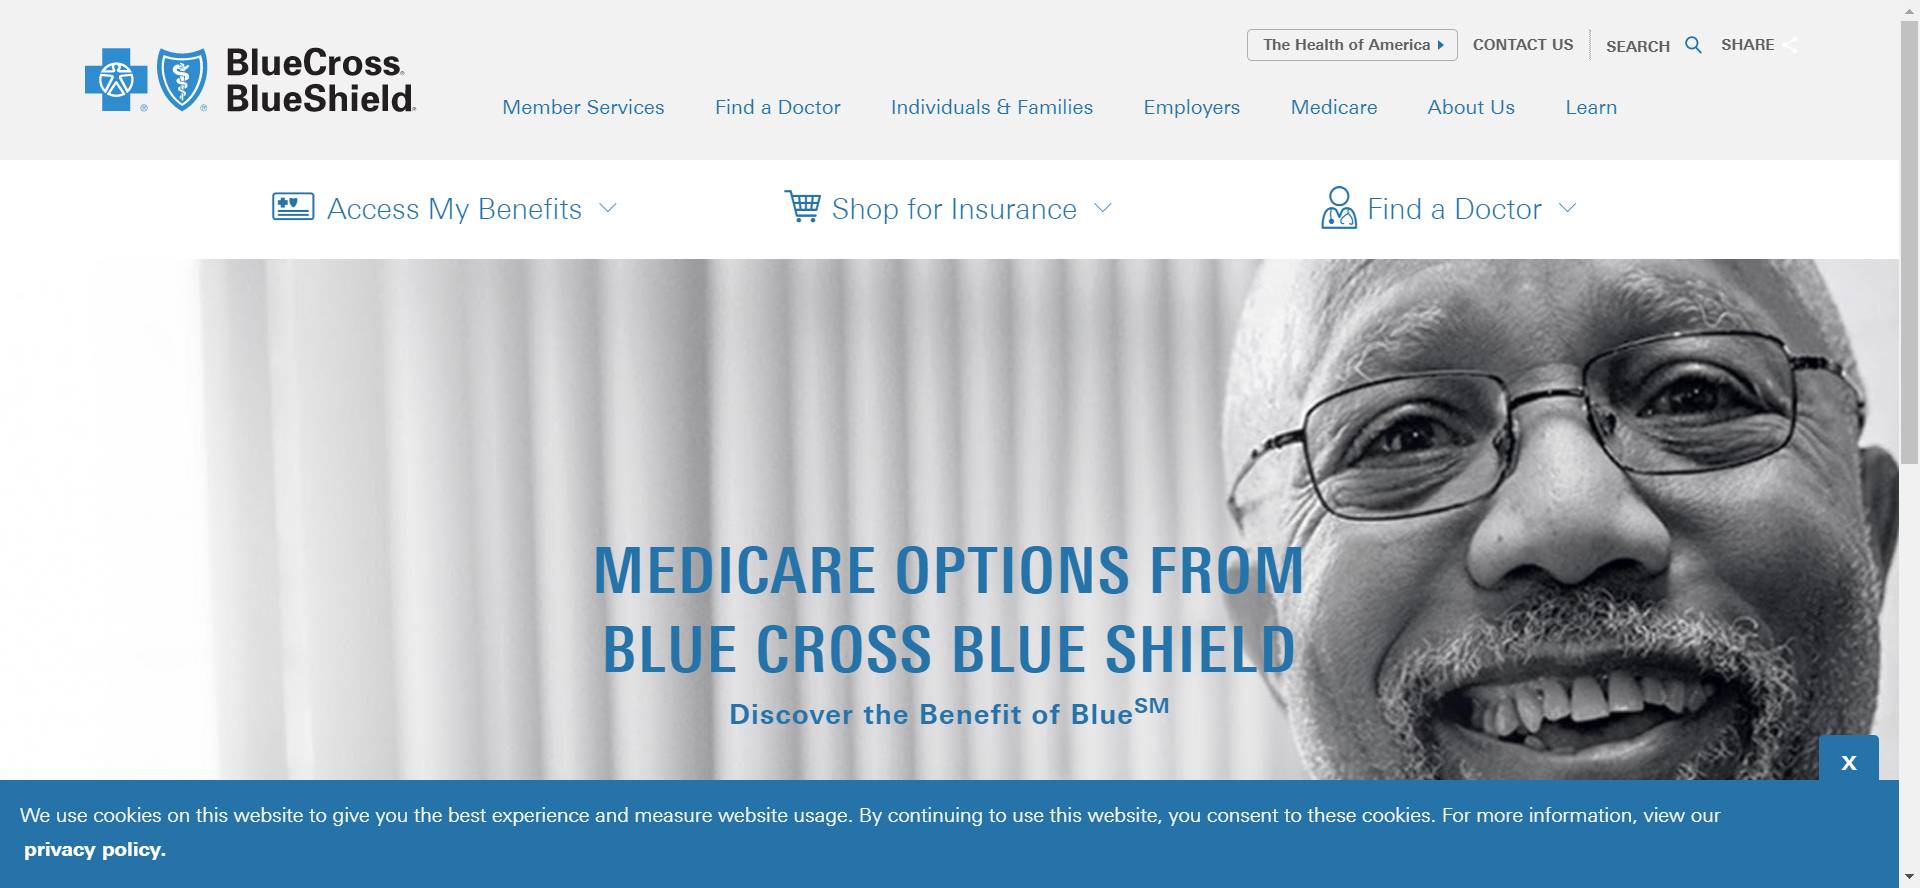 The Health of America
CONTACT US
SEARCH
SHARE
BlueCross®
BlueShield®
® ®
Member Services
Find a Doctor
Individuals & Families
Employers
Medicare
About Us
Learn
Access My Benefits
Shop for Insurance
Find a Doctor
MEDICARE OPTIONS FROM
BLUE CROSS BLUE SHIELD
Discover the Benefit of Blue℠
X
We use cookies on this website to give you the best experience and measure website usage. By continuing to use this website, you consent to these cookies. For more information, view our
privacy policy.